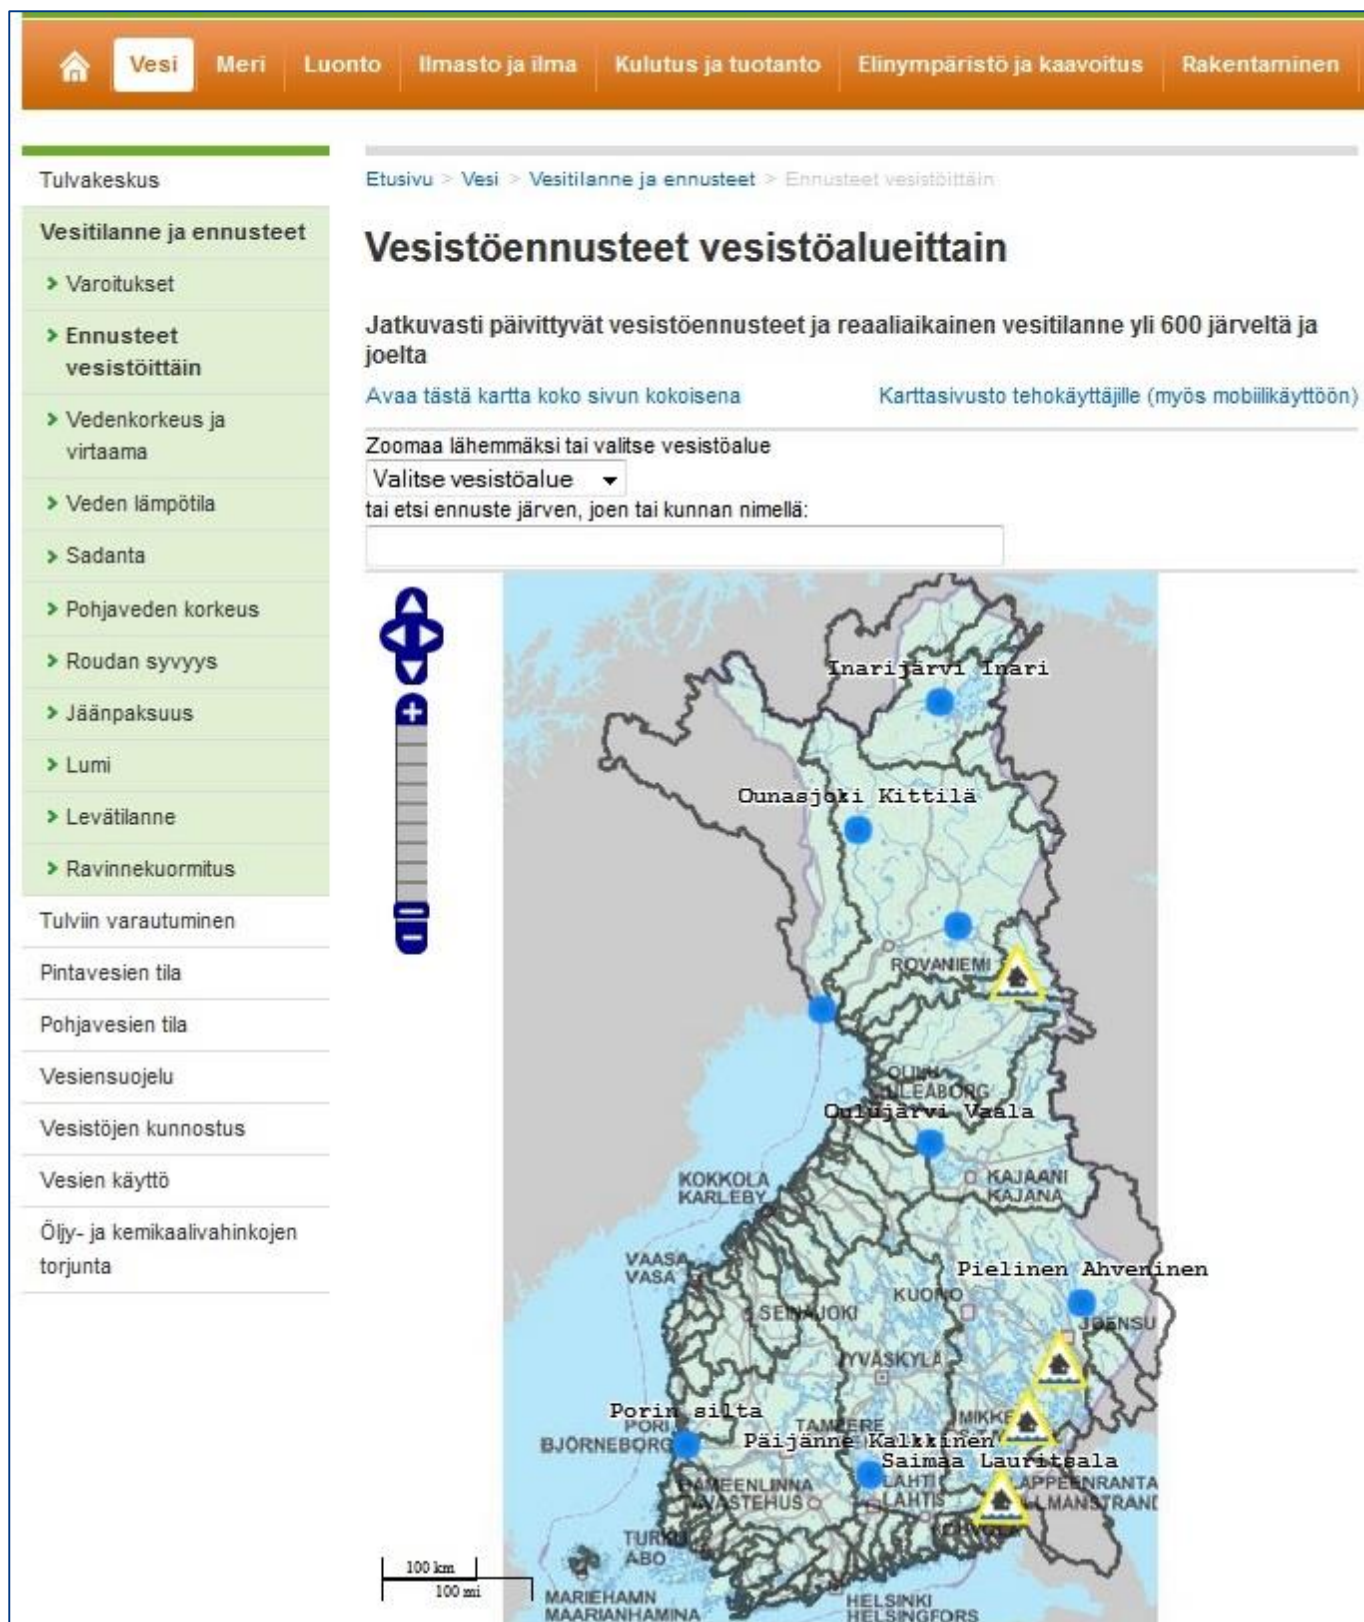 Vesi Meri Luonto Ilmasto ja ilma Kulutus ja tuotanto Elinympäristö ja kaavoitus Rakentaminen
Tulvakeskus
Vesitilanne ja ennusteet
Varoitukset
Ennusteet
vesistöittäin
Vedenkorkeus ja
virtaama
Veden lämpötila
Sadanta
Pohjaveden korkeus
Roudan syvyys
Jäänpaksuus
Lumi
Levätilanne
Ravinnekuormitus
Tulviin varautuminen
Pintavesien tila
Pohjavesien tila
Vesiensuojelu
Vesistöjen kunnostus
Vesien käyttö
Öljy- ja kemikaalivahinkojen
torjunta
Etusivu > Vesi > Vesitilanne ja ennusteet > Ennusteet vesistöittäin
Vesistöennusteet vesistöalueittain
Jatkuvasti päivittyvät vesistöennusteet ja reaaliaikainen vesitilanne yli 600 järveltä ja
joelta
Avaa tästä kartta koko sivun kokoisena Karttasivusto tehokäyttäjille (myös mobiilikäyttöön)
Zoomaa lähemmäksi tai valitse vesistöalue
Valitse vesistöalue
tai etsi ennuste järven, joen tai kunnan nimellä:
Inarijärvi Inari
Ounasjoki Kittilä
ROVANIEMI
Oulujärvi Vaala
KOKKOLA
KARLEBY
KAJAANI
KAJANA
VAASA
VASA
Pielinen Ahveninen
SEINÄJOKI
JYVÄSKYLÄ
Porin silta
PORI
BJÖRNEBORG
Päijänne Kalkkinen
Saimaa Lauritsala
LAHTI
LAHTIS
TURKU
ÅBO
100 km
100 mi
MARIEHAMN
MAARIANHAMINA
HELSINKI
HELSINGFORS